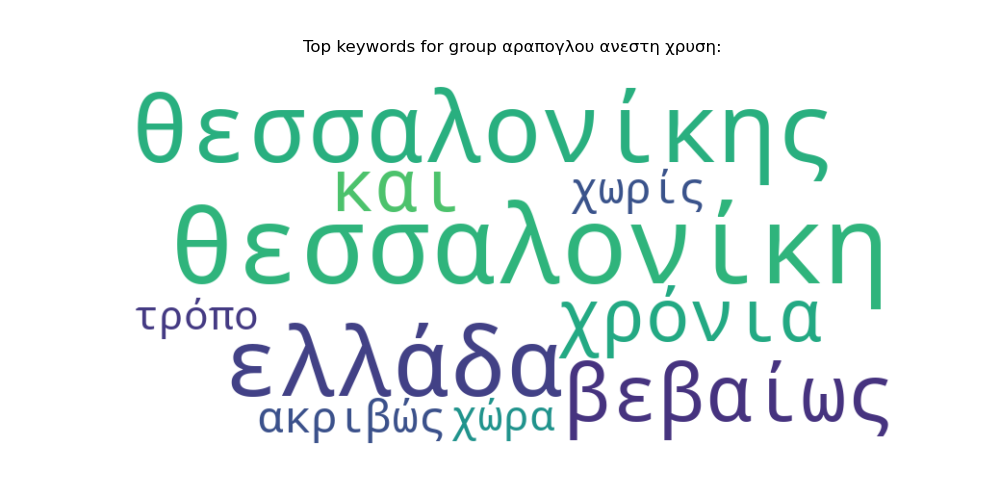 Top keywords for group αραπογλου ανεστη χρυση:
θεσσαλονίκης
και χωρίς
θεσσαλονίκη
τρόπο χρόνια
ελλάδα βεβαίως
ακριβώς χώρα